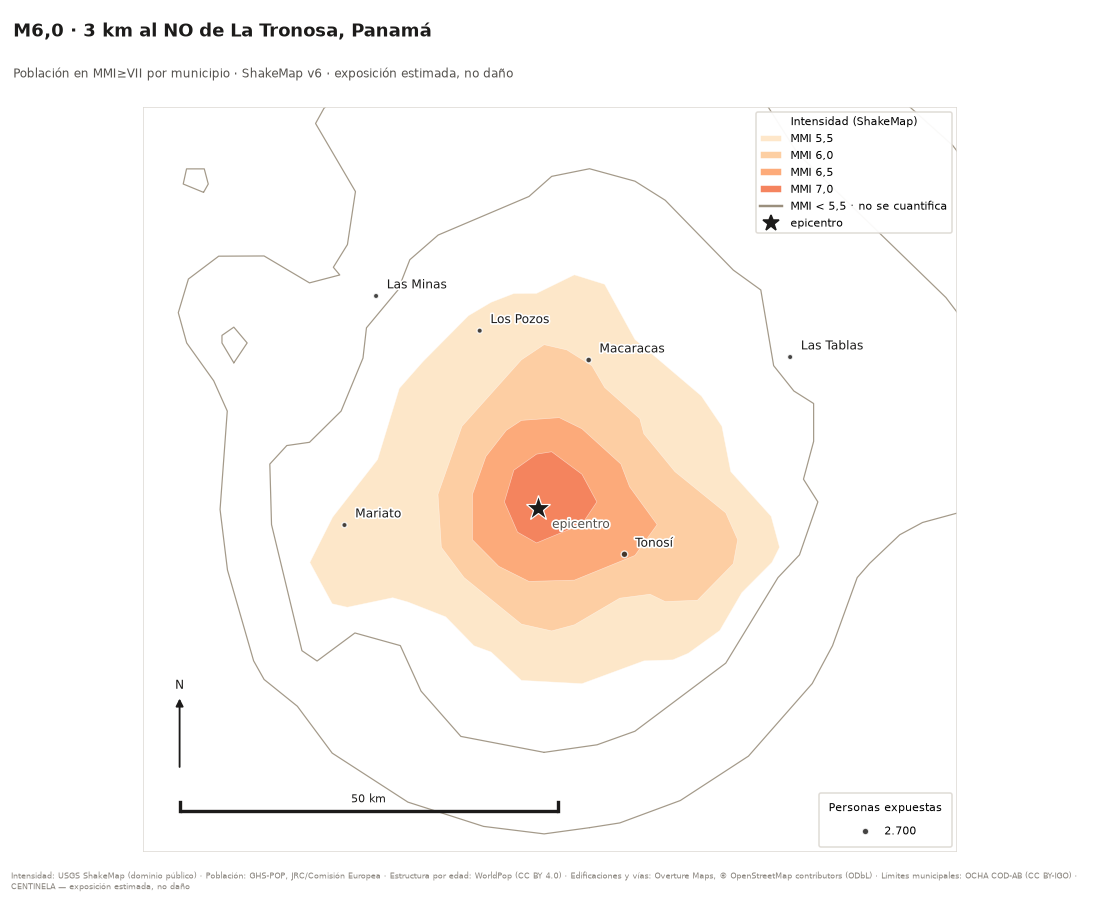 M6,0 · 3 km al NO de La Tronosa, Panamá
Población en MMI≥VII por municipio · ShakeMap v6 · exposición estimada, no daño
Intensidad (ShakeMap)
MMI 5,5
MMI 6,0
MMI 6,5
MMI 7,0
MMI < 5,5 · no se cuantifica
epicentro
Las Minas
Los Pozos
Macaracas
Las Tablas
Mariato
epicentro
Tonosí
N
50 km
Personas expuestas
2.700
Intensidad: USGS ShakeMap (dominio público) · Población: GHS-POP, JRC/Comisión Europea · Estructura por edad: WorldPop (CC BY 4.0) · Edificaciones y vías: Overture Maps, © OpenStreetMap contributors (ODbL) · Límites municipales: OCHA COD-AB (CC BY-IGO) ·
CENTINELA — exposición estimada, no daño